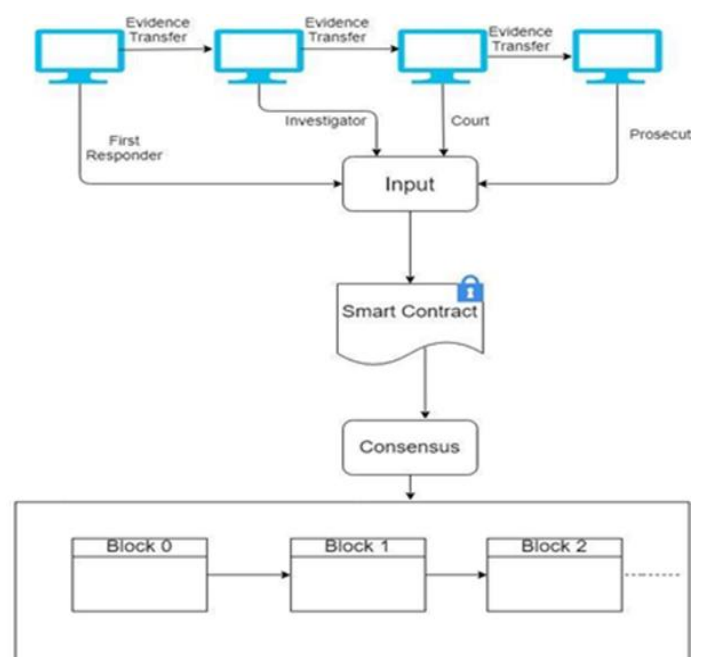 Evidence
Transfer
Evidence
Transfer
Evidence
Transfer
First
Responder
Investigator
Court
Prosecut
Input
Smart Contract
Consensus
Block 0
Block 1
Block 2